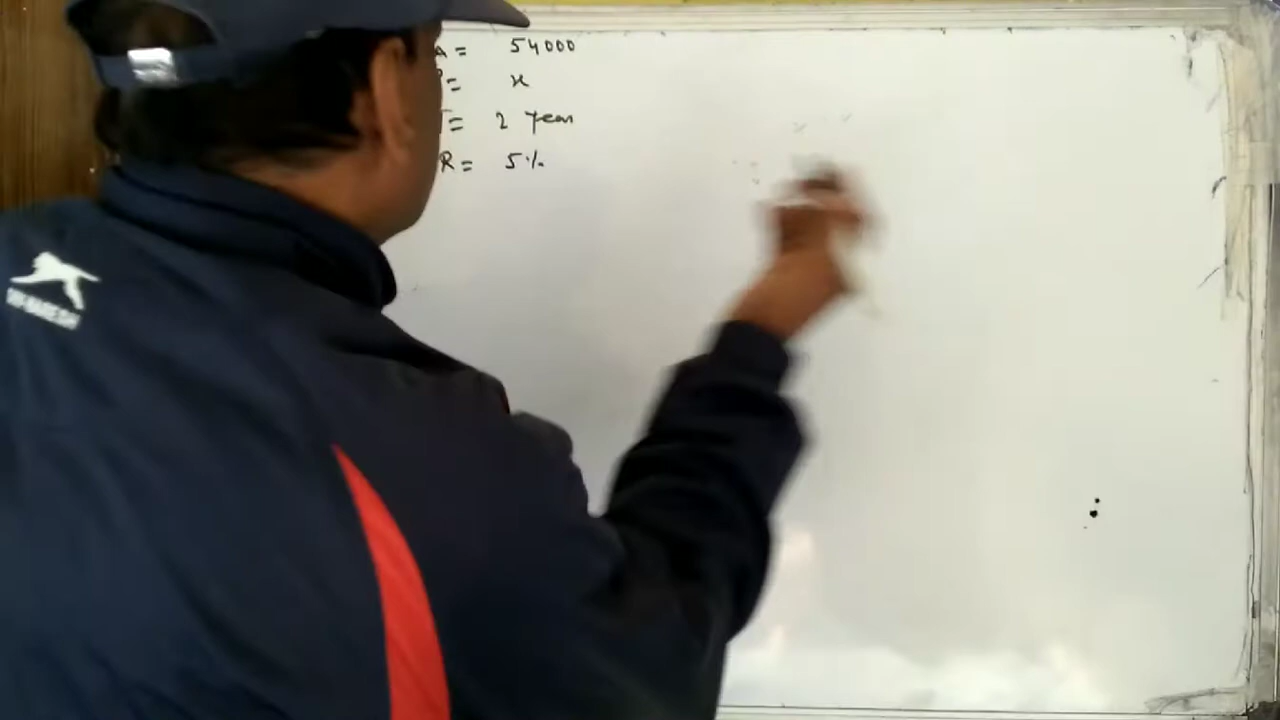 A = 54000
P = x
T = 2 Year
R = 5%